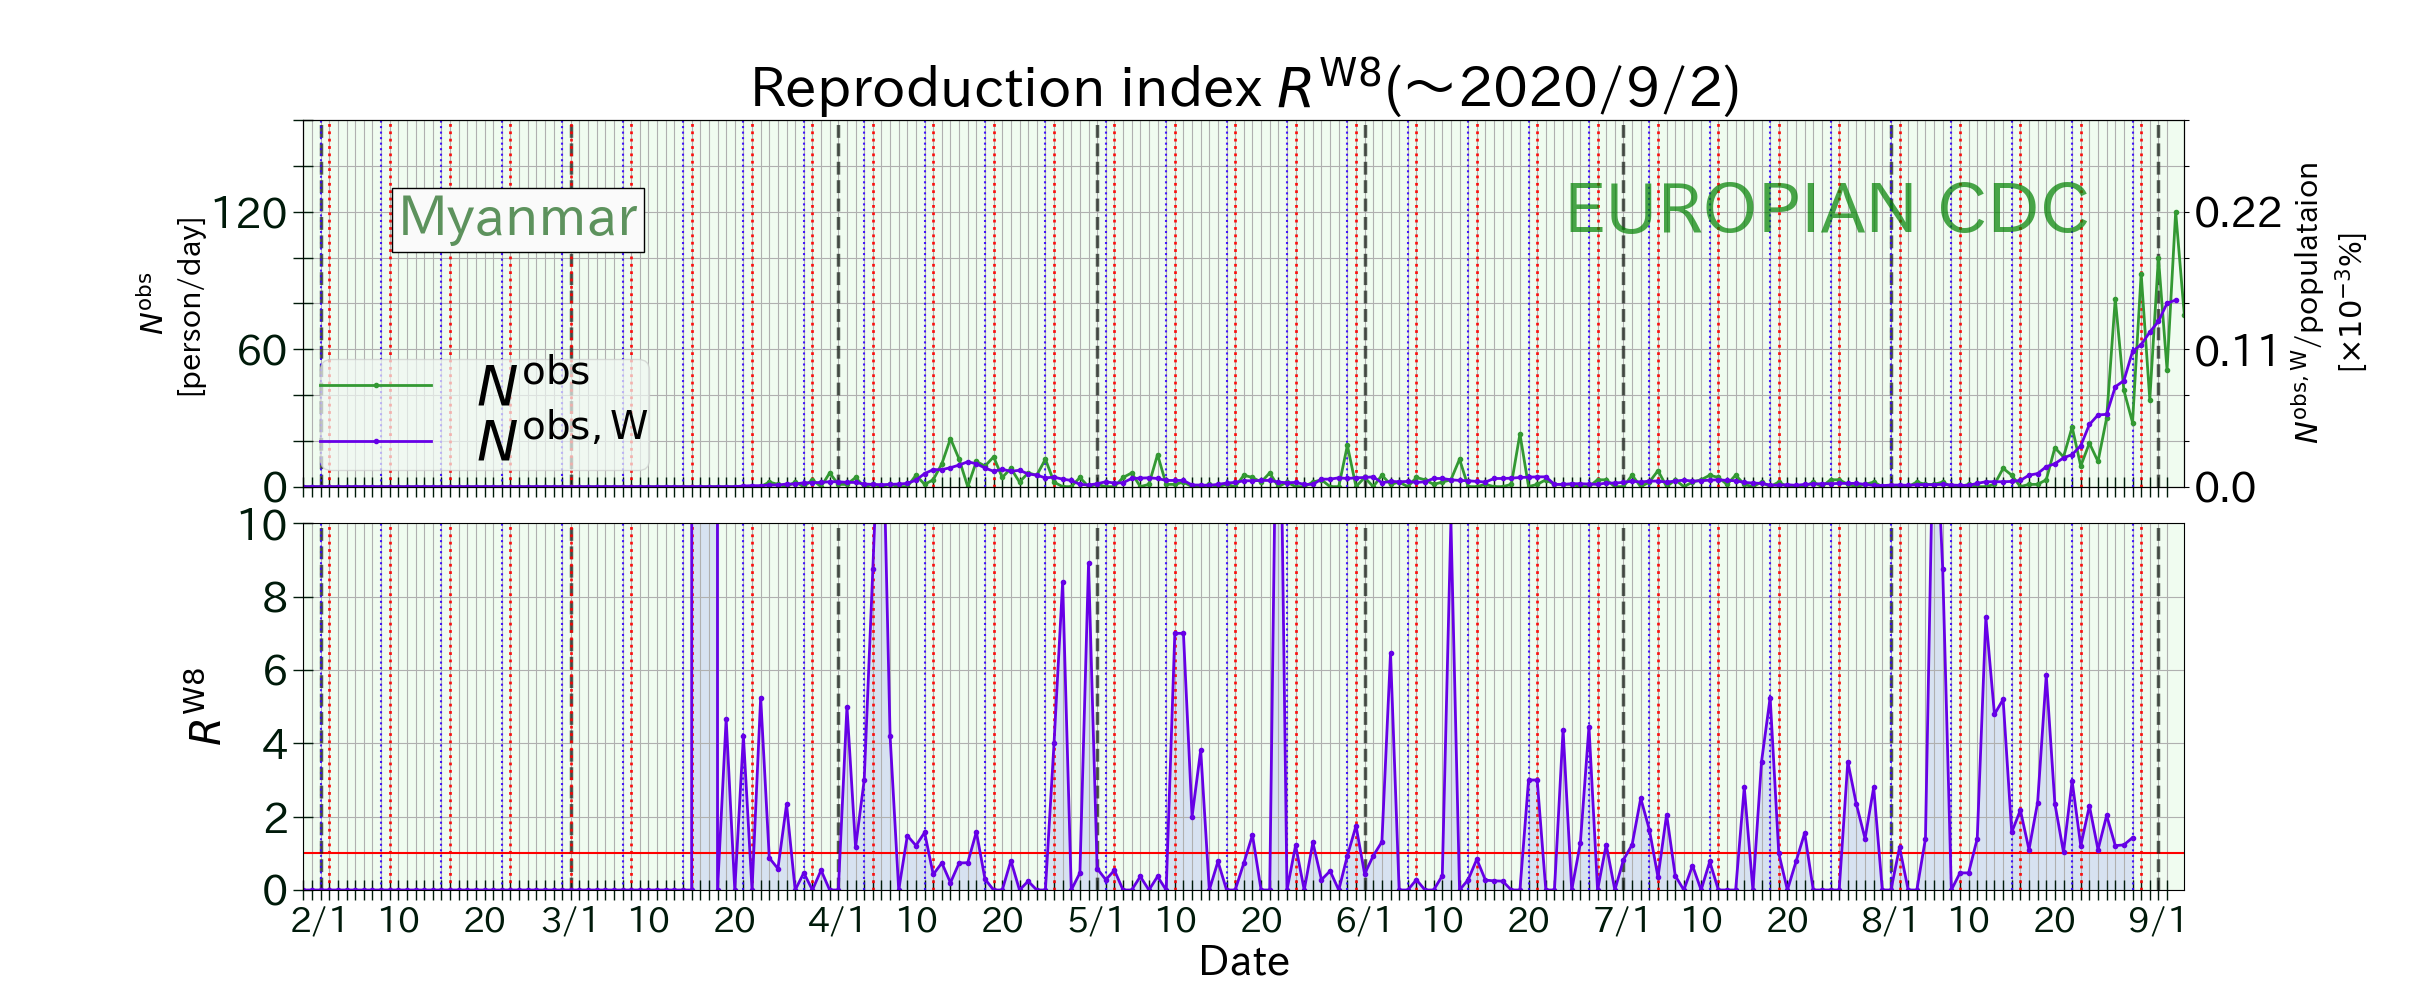 Reproduction index R^W8(～2020/9/2)
N^obs
[person/day]
120
60
0
Myanmar
EUROPIAN CDC
N^obs
N^obs, W
0.22
0.11
0.0
N^obs, W/populataion
[×10^−3%]
R^W8
10
8
6
4
2
0
2/1 10 20 3/1 10 20 4/1 10 20 5/1 10 20 6/1 10 20 7/1 10 20 8/1 10 20 9/1
Date